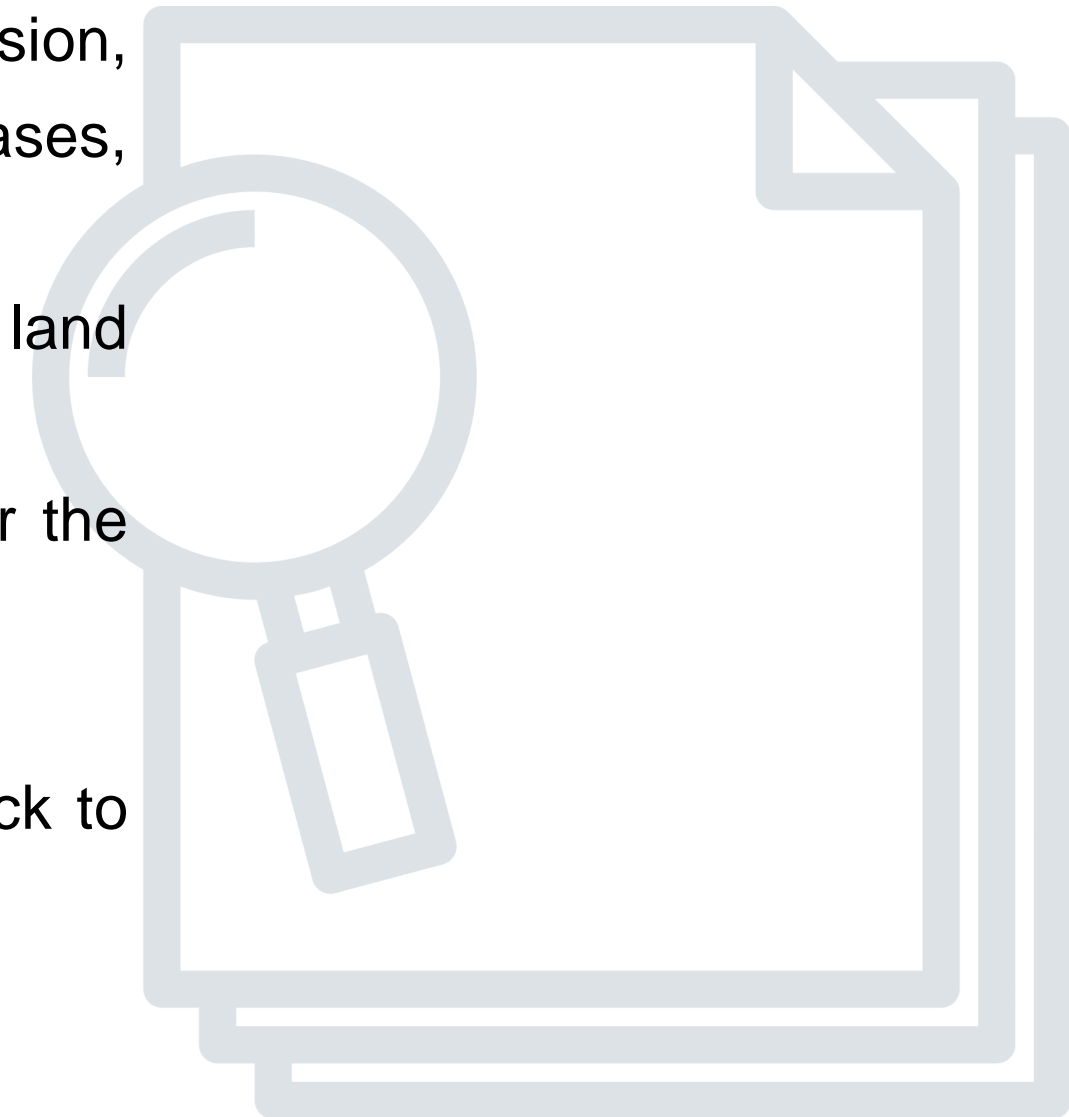 sion,
ases,
land
r the
ck to